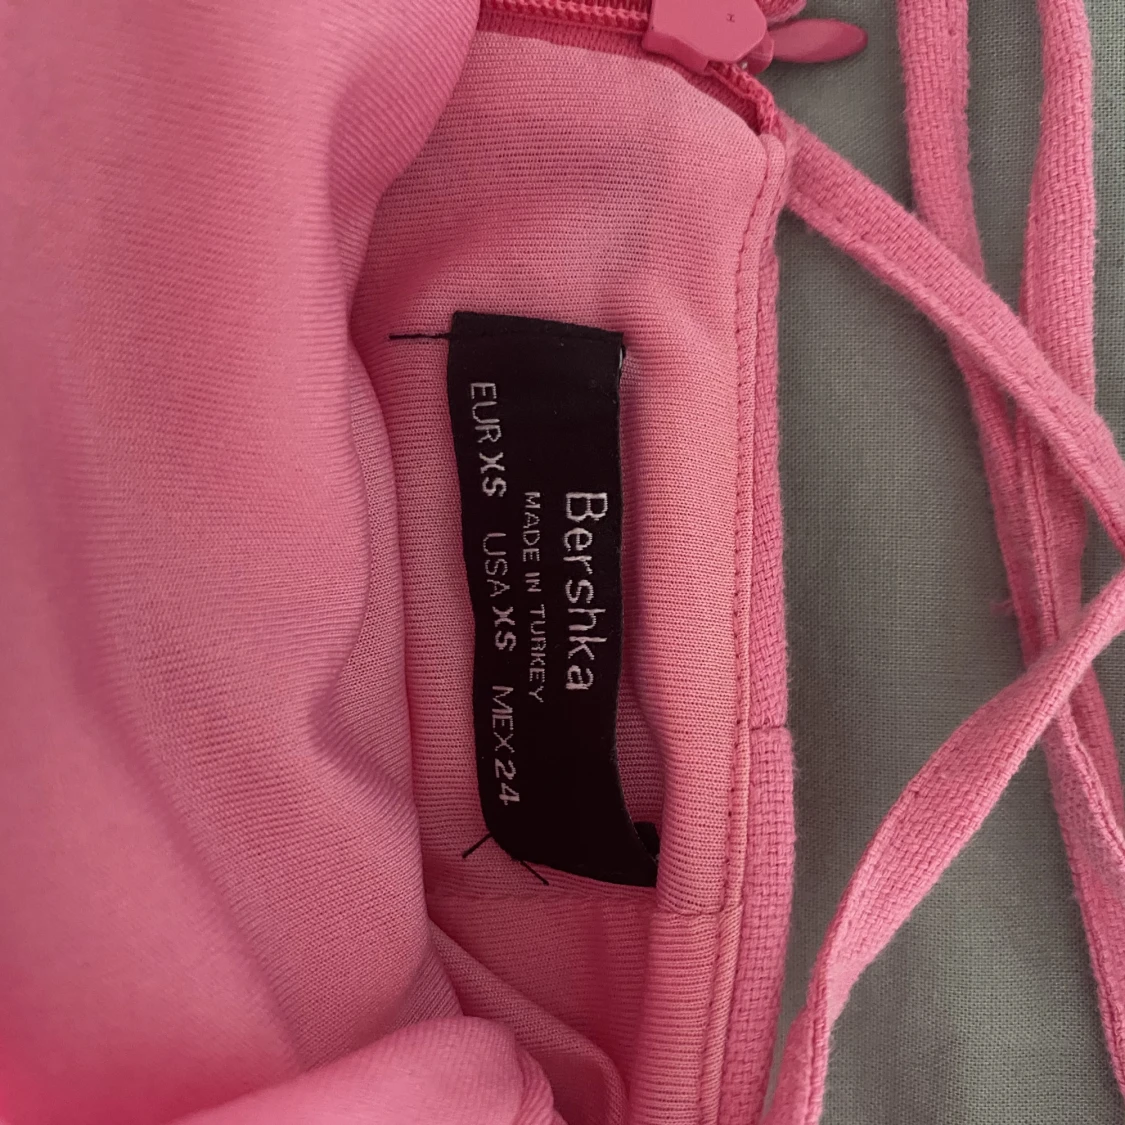 Bershka
MADE IN TURKEY
EUR XS USA XS MEX 24